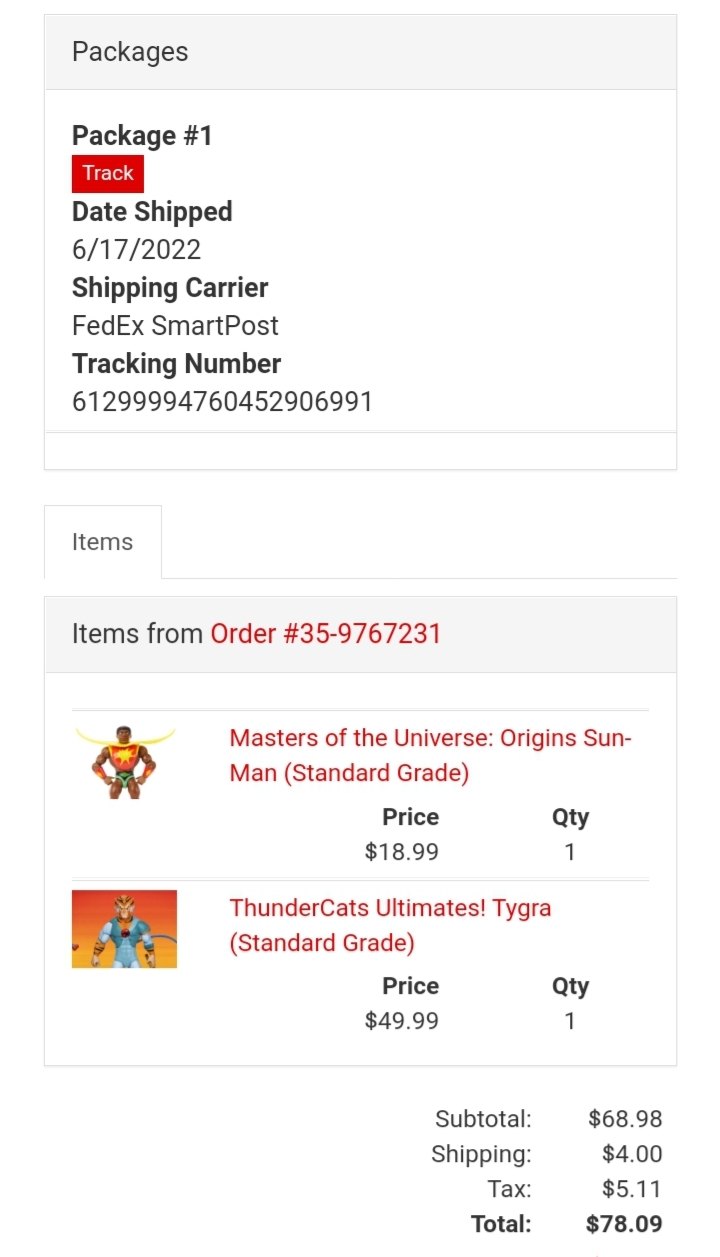 Packages
Package #1
Track
Date Shipped
6/17/2022
Shipping Carrier
FedEx SmartPost
Tracking Number
61299994760452906991
Items
Items from Order #35-9767231
Masters of the Universe: Origins Sun-
Man (Standard Grade)
Price Qty
$18.99 1
ThunderCats Ultimates! Tygra
(Standard Grade)
Price Qty
$49.99 1
Subtotal: $68.98
Shipping: $4.00
Tax: $5.11
Total: $78.09